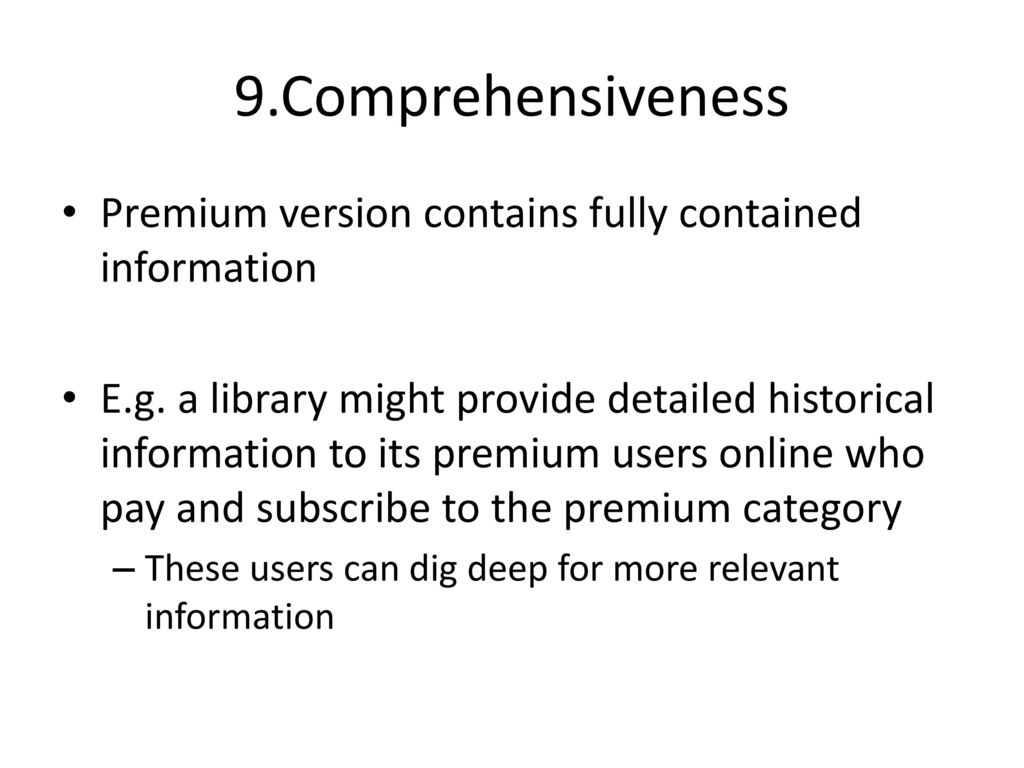 9.Comprehensiveness
• Premium version contains fully contained
information
• E.g. a library might provide detailed historical
information to its premium users online who
pay and subscribe to the premium category
– These users can dig deep for more relevant
information